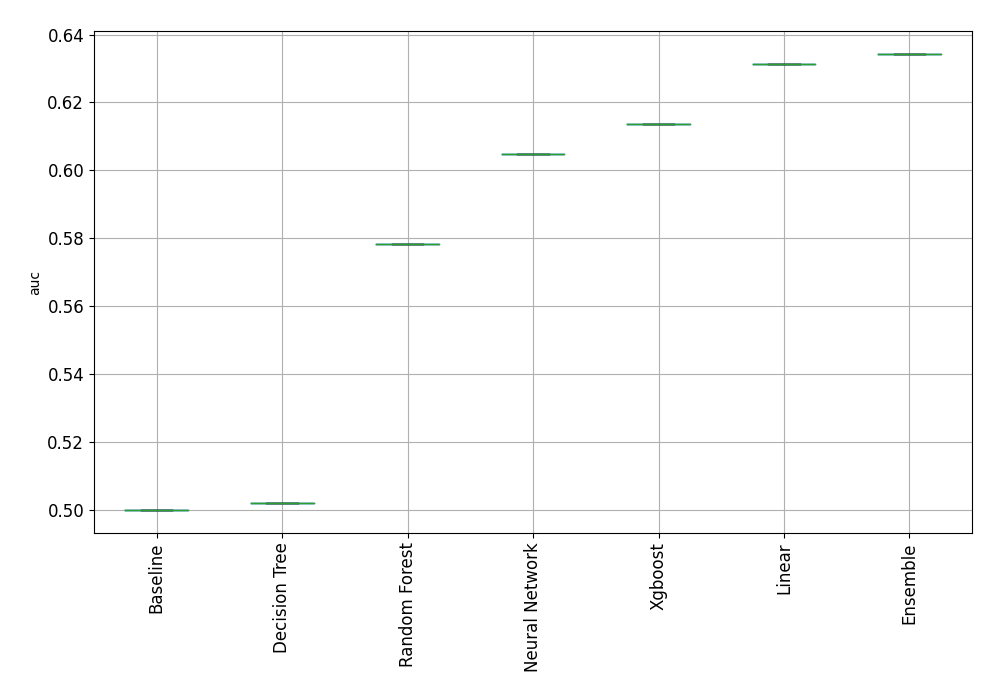 0.64
0.62
0.60
0.58
0.56
0.54
0.52
0.50
auc
Baseline
Decision Tree
Random Forest
Neural Network
Xgboost
Linear
Ensemble